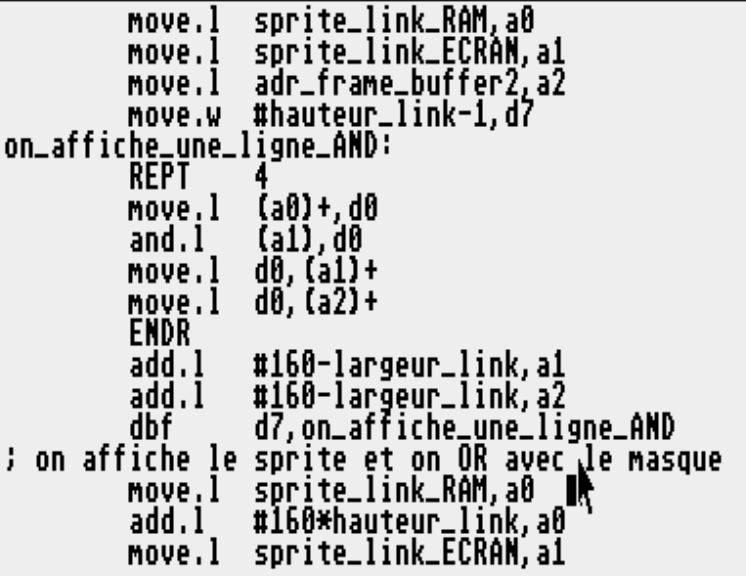 move.l sprite_link_RAM,a0
move.l sprite_link_ECRAN,a1
move.l adr_frame_buffer2,a2
move.w #hauteur_link-1,d7
on_affiche_une_ligne_AND:
REPT 4
move.l (a0)+,d0
and.l (a1),d0
move.l d0,(a1)+
move.l d0,(a2)+
ENDR
add.l #160-largeur_link,a1
add.l #160-largeur_link,a2
dbf d7,on_affiche_une_ligne_AND
; on affiche le sprite et on OR avec le masque
move.l sprite_link_RAM,a0
add.l #160*hauteur_link,a0
move.l sprite_link_ECRAN,a1